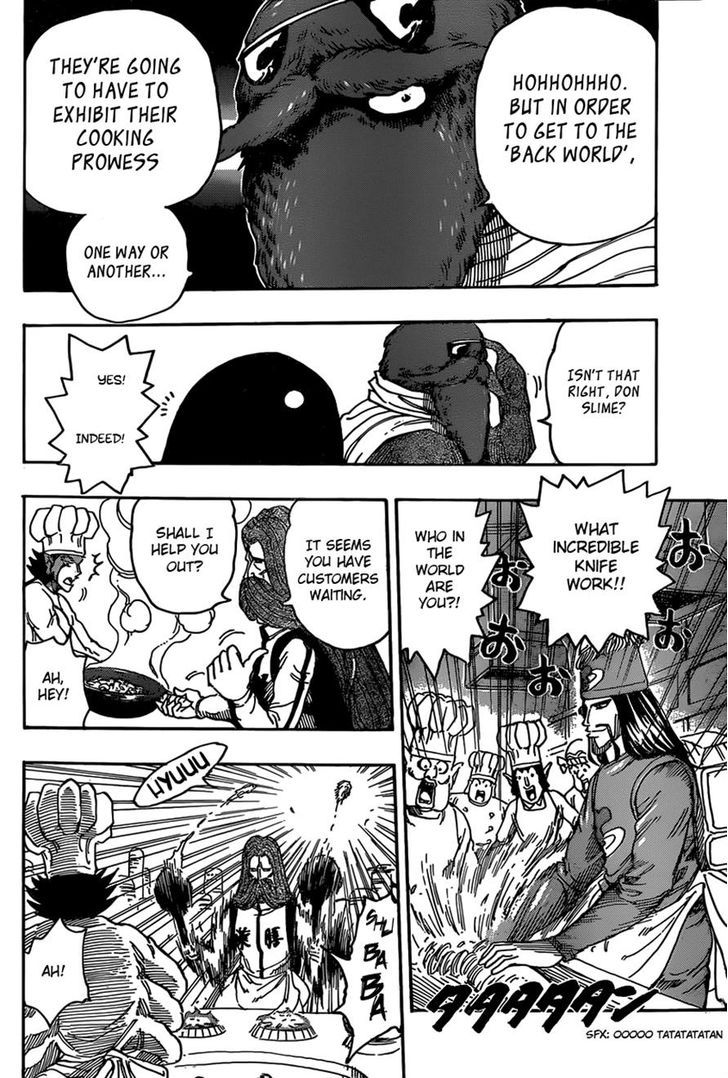 HOHHOHHHO.
BUT IN ORDER
TO GET TO THE
'BACK WORLD',
THEY'RE GOING
TO HAVE TO
EXHIBIT THEIR
COOKING
PROWESS
ONE WAY OR
ANOTHER...
ISN'T THAT
RIGHT, DON
SLIME?
YES!
INDEED!
WHAT
INCREDIBLE
KNIFE
WORK!!
WHO IN
THE
WORLD
ARE
YOU?!
お
お
お
お
お
タタタタタン
SFX: OOOOO TATATATATAN
IT SEEMS
YOU HAVE
CUSTOMERS
WAITING.
SHALL I
HELP YOU
OUT?
AH,
HEY!
HYUUU
SHU
BA
BA
BA
AH!